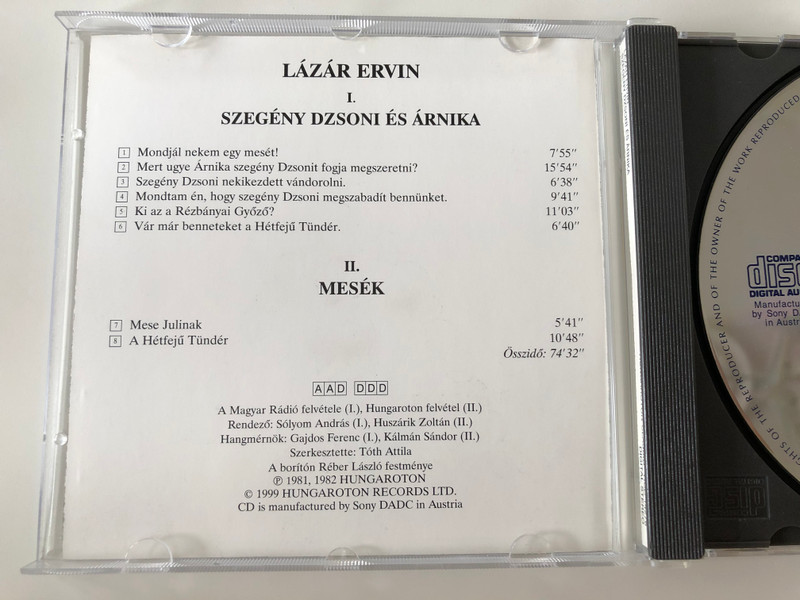 LÁZÁR ERVIN
I.
SZEGÉNY DZSONI ÉS ÁRNIKA
1 Mondjál nekem egy mesét! 7'55"
2 Mert ugye Árnika szegény Dzsonit fogja megszeretni? 15'54"
3 Szegény Dzsoni nekikezdett vándorolni. 6'38"
4 Mondtam én, hogy szegény Dzsoni megszabadít bennünket. 9'41"
5 Ki az a Rézbányai Győző? 11'03"
6 Vár már benneteket a Hétfejű Tündér. 6'40"
II.
MESÉK
7 Mese Julinak 5'41"
8 A Hétfejű Tündér 10'48"
Összidő: 74'32"
AAD DDD
A Magyar Rádió felvétele (I.), Hungaroton felvétel (II.)
Rendező: Sólyom András (I.), Huszárik Zoltán (II.)
Hangmérnök: Gajdos Ferenc (I.), Kálmán Sándor (II.)
Szerkesztette: Tóth Attila
A borítón Réber László festménye
℗ 1981, 1982 HUNGAROTON
© 1999 HUNGAROTON RECORDS LTD.
CD is manufactured by Sony DADC in Austria
RIGHTS OF THE REPRODUCER AND OF THE OWNER OF THE WORK REPRODUCED
COMPA
disc
DIGITAL AU
Manufactu
by Sony DA
in Austria